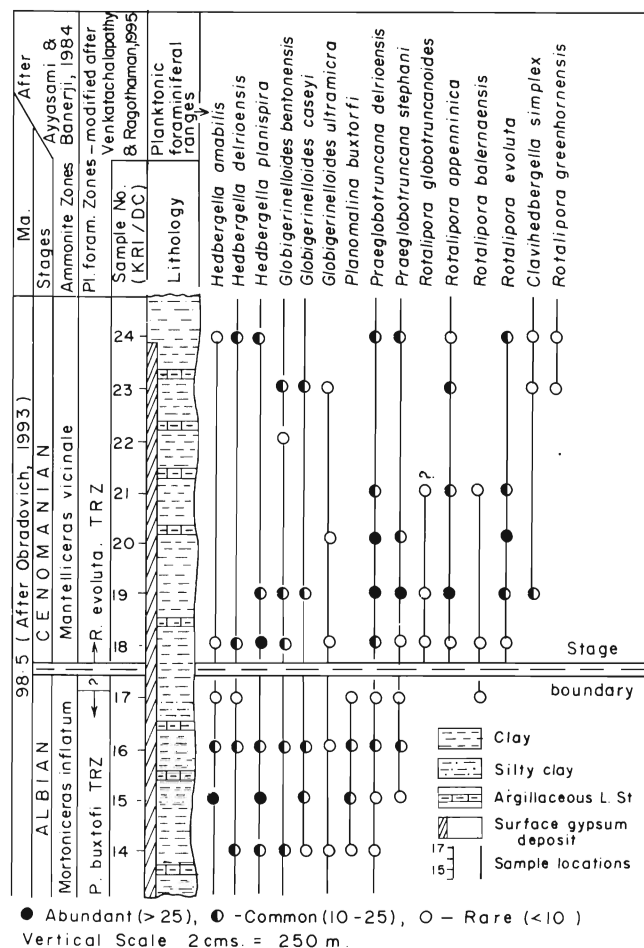 Ma. After
Stages Ayyasami &
Ammonite Zones Banerji, 1984
Pl. foram. Zones – modified after
Venkatachalapathy
& Ragothaman, 1995
Sample No.
(KRI / DC)
Lithology
Planktonic
foraminiferal
ranges
Hedbergella amabilis
Hedbergella delrioensis
Hedbergella planispira
Globigerinelloides bentonensis
Globigerinelloides caseyi
Globigerinelloides ultramicra
Planomalina buxtorfi
Praeglobotruncana delrioensis
Praeglobotruncana stephani
Rotalipora globotruncanoides
Rotalipora appenninica
Rotalipora balernaensis
Rotalipora evoluta
Clavihedbergella simplex
Rotalipora greenhornensis
98·5 (After Obradovich, 1993)
CENOMANIAN
Mantelliceras vicinale
R. evoluta. TRZ
?
24
23
22
21
?
20
19
18
Stage
boundary
ALBIAN
Mortoniceras inflatum
P. buxtofi TRZ
17
16
15
14
Clay
Silty clay
Argillaceous L. St
Surface gypsum
deposit
17
15
Sample locations
● Abundant (> 25), ◐ -Common (10-25), ○ – Rare (<10 )
Vertical Scale 2 cms. = 250 m.